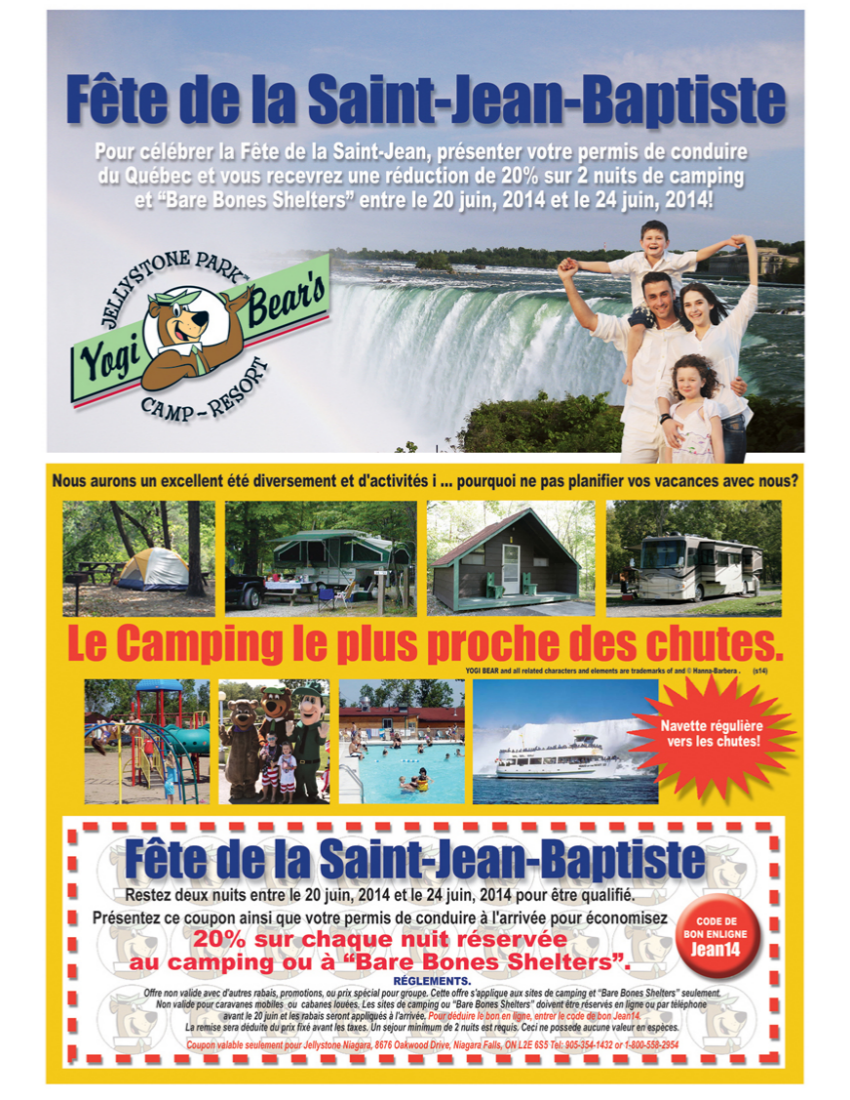 Fête de la Saint-Jean-Baptiste
Pour célébrer la Fête de la Saint-Jean, présenter votre permis de conduire
du Québec et vous recevrez une réduction de 20% sur 2 nuits de camping
et “Bare Bones Shelters” entre le 20 juin, 2014 et le 24 juin, 2014!
JELLYSTONE PARK™
Yogi Bear's
CAMP-RESORT
Nous aurons un excellent été diversement et d'activités i ... pourquoi ne pas planifier vos vacances avec nous?
Le Camping le plus proche des chutes.
YOGI BEAR and all related characters and elements are trademarks of and © Hanna-Barbera . (s14)
Navette régulière
vers les chutes!
Fête de la Saint-Jean-Baptiste
Restez deux nuits entre le 20 juin, 2014 et le 24 juin, 2014 pour être qualifié.
Présentez ce coupon ainsi que votre permis de conduire à l'arrivée pour économisez
20% sur chaque nuit réservée
au camping ou à “Bare Bones Shelters”.
CODE DE
BON ENLIGNE
Jean14
RÉGLEMENTS.
Offre non valide avec d'autres rabais, promotions, ou prix spécial pour groupe. Cette offre s'applique aux sites de camping et “Bare Bones Shelters” seulement.
Non valide pour caravanes mobiles ou cabanes louées. Les sites de camping ou “Bare Bones Shelters” doivent être réservés en ligne ou par téléphone
avant le 20 juin et les rabais seront appliqués à l'arrivée. Pour déduire le bon en ligne, entrer le code de bon Jean14.
La remise sera déduite du prix fixé avant les taxes. Un sejour minimum de 2 nuits est requis. Ceci ne possede aucune valeur en espèces.
Coupon valable seulement pour Jellystone Niagara, 8676 Oakwood Drive, Niagara Falls, ON L2E 6S5 Tel: 905-354-1432 or 1-800-558-2954